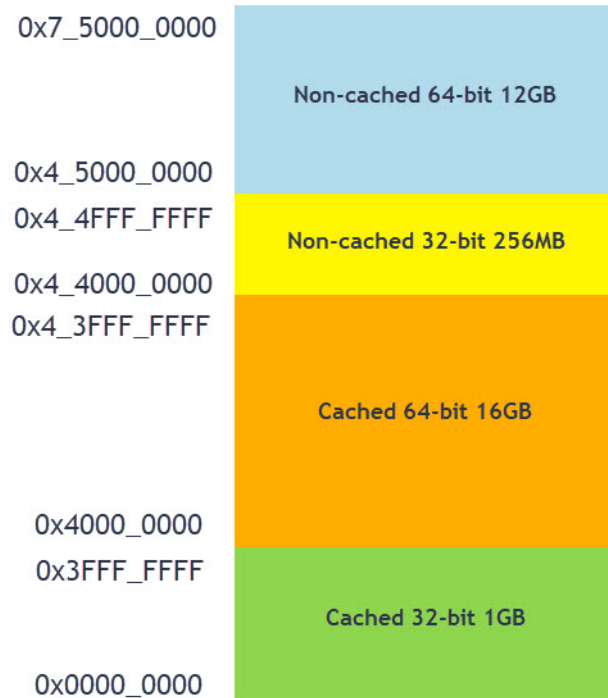 0x7_5000_0000
Non-cached 64-bit 12GB
0x4_5000_0000
0x4_4FFF_FFFF
Non-cached 32-bit 256MB
0x4_4000_0000
0x4_3FFF_FFFF
Cached 64-bit 16GB
0x4000_0000
0x3FFF_FFFF
Cached 32-bit 1GB
0x0000_0000